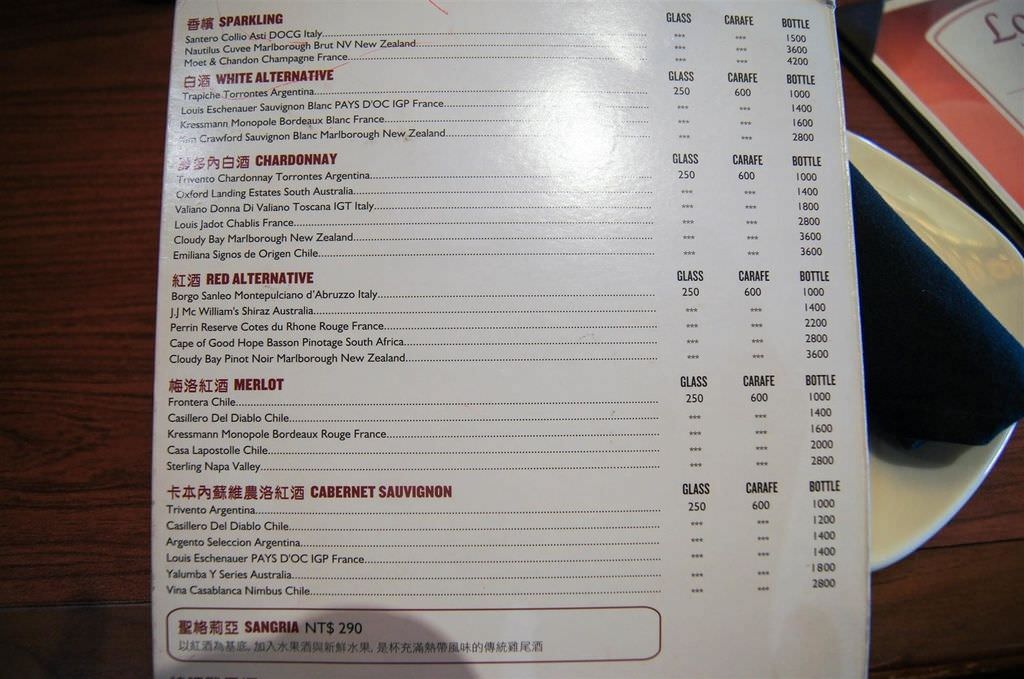 香檳 SPARKLING GLASS CARAFE BOTTLE
Santero Collio Asti DOCG Italy *** *** 1500
Nautilus Cuvee Marlborough Brut NV New Zealand *** *** 3600
Moet & Chandon Champagne France *** *** 4200
白酒 WHITE ALTERNATIVE GLASS CARAFE BOTTLE
Trapiche Torrontes Argentina 250 600 1000
Louis Eschenauer Sauvignon Blanc PAYS D'OC IGP France *** *** 1400
Kressmann Monopole Bordeaux Blanc France *** *** 1600
Kim Crawford Sauvignon Blanc Marlborough New Zealand *** *** 2800
多內白酒 CHARDONNAY GLASS CARAFE BOTTLE
Trivento Chardonnay Torrontes Argentina 250 600 1000
Oxford Landing Estates South Australia *** *** 1400
Valiano Donna Di Valiano Toscana IGT Italy *** *** 1800
Louis Jadot Chablis France *** *** 2800
Cloudy Bay Marlborough New Zealand *** *** 3600
Emiliana Signos de Origen Chile *** *** 3600
紅酒 RED ALTERNATIVE GLASS CARAFE BOTTLE
Borgo Sanleo Montepulciano d'Abruzzo Italy 250 600 1000
J.J Mc William's Shiraz Australia *** *** 1400
Perrin Reserve Cotes du Rhone Rouge France *** *** 2200
Cape of Good Hope Basson Pinotage South Africa *** *** 2800
Cloudy Bay Pinot Noir Marlborough New Zealand *** *** 3600
梅洛紅酒 MERLOT GLASS CARAFE BOTTLE
Frontera Chile 250 600 1000
Casillero Del Diablo Chile *** *** 1400
Kressmann Monopole Bordeaux Rouge France *** *** 1600
Casa Lapostolle Chile *** *** 2000
Sterling Napa Valley *** *** 2800
卡本內蘇維農洛紅酒 CABERNET SAUVIGNON GLASS CARAFE BOTTLE
Trivento Argentina 250 600 1000
Casillero Del Diablo Chile *** *** 1200
Argento Seleccion Argentina *** *** 1400
Louis Eschenauer PAYS D'OC IGP France *** *** 1400
Yalumba Y Series Australia *** *** 1800
Vina Casablanca Nimbus Chile *** *** 2800
聖格莉亞 SANGRIA NT$ 290
以紅酒為基底, 加入水果酒與新鮮水果, 是杯充滿熱帶風味的傳統雞尾酒